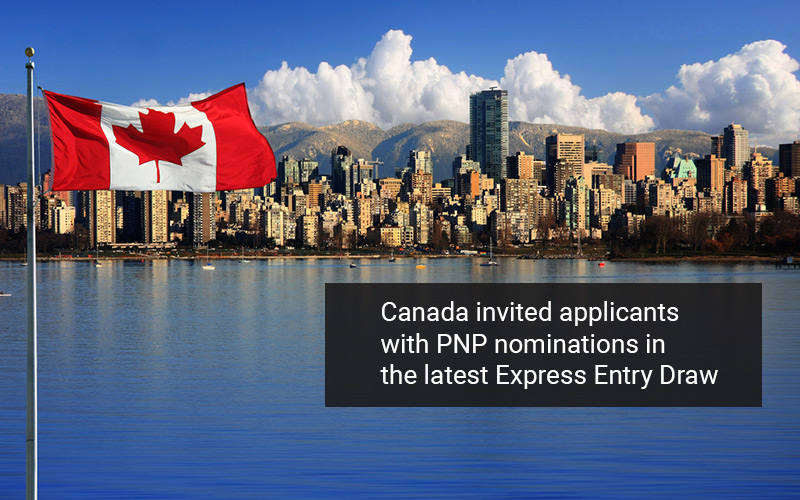 Canada invited applicants
with PNP nominations in
the latest Express Entry Draw